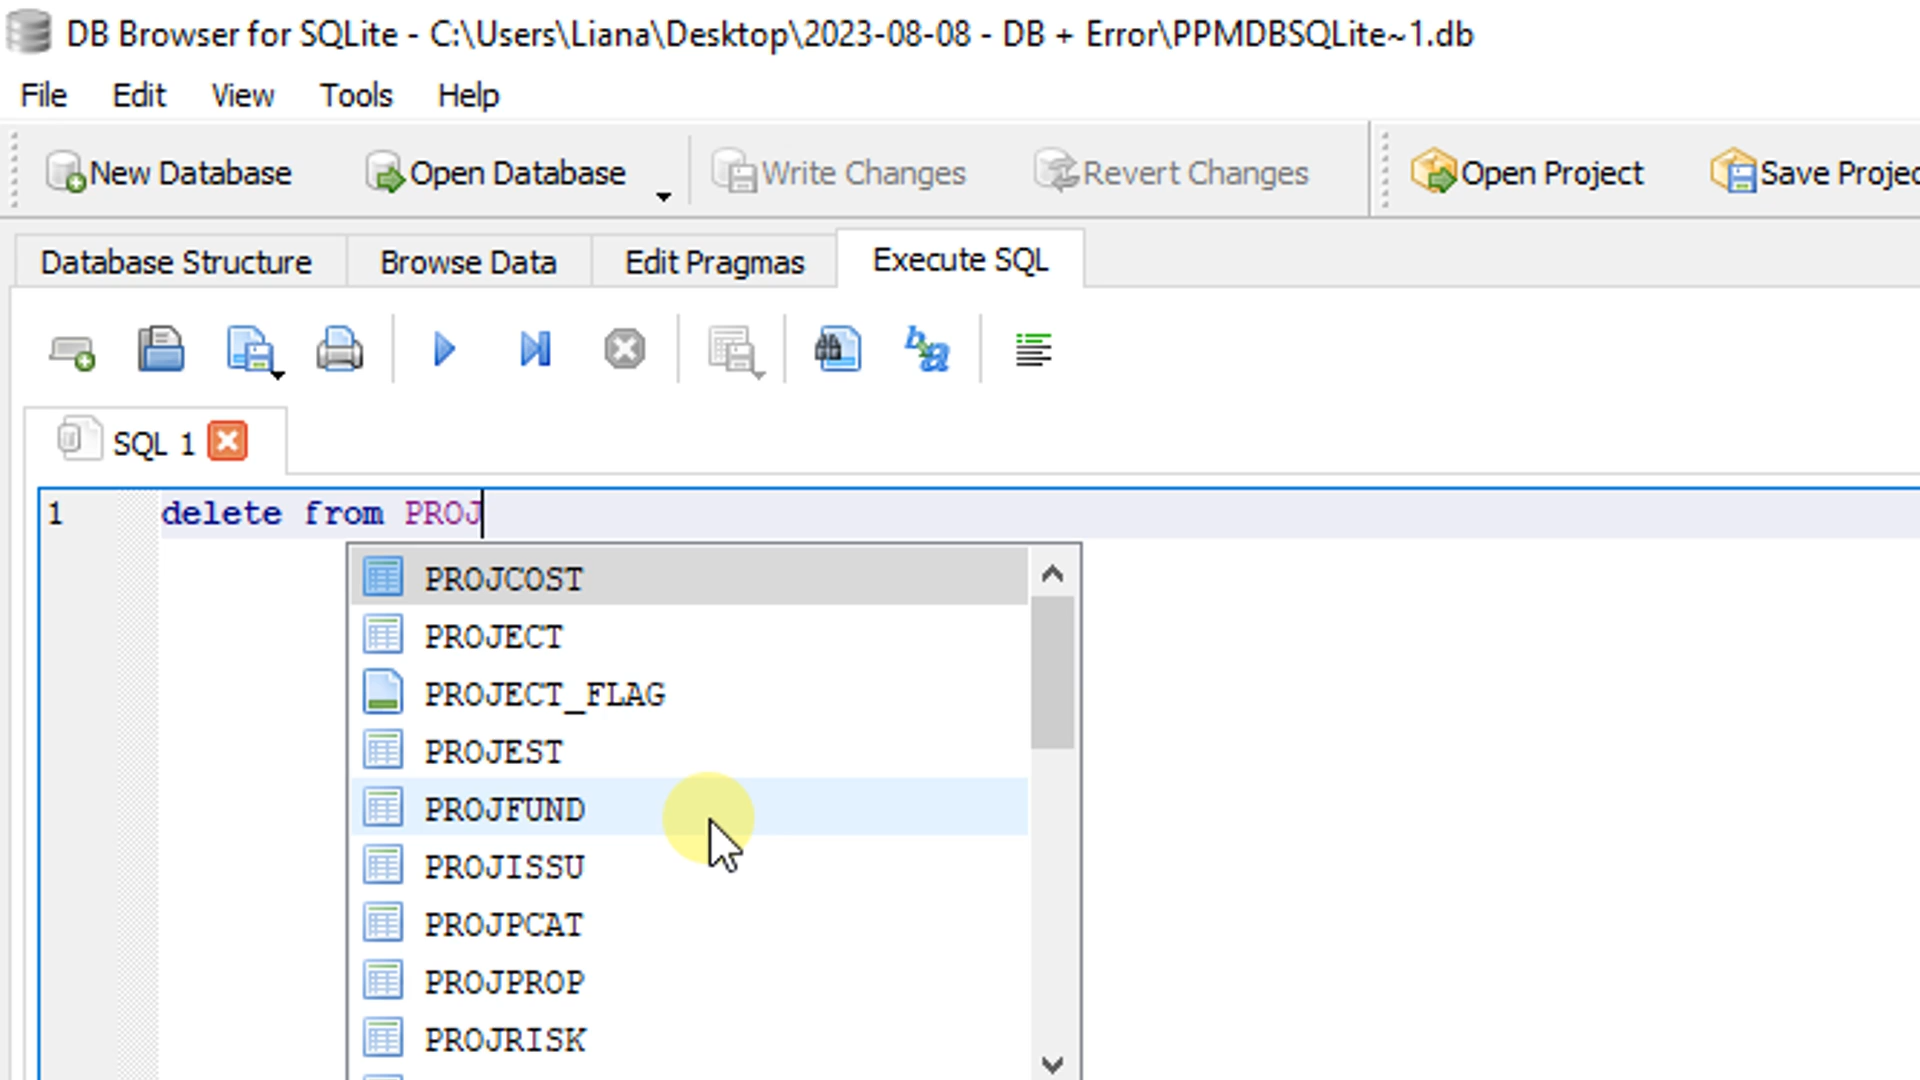 DB Browser for SQLite - C:\Users\Liana\Desktop\2023-08-08 - DB + Error\PPMDBSQLite~1.db
File Edit View Tools Help
New Database Open Database Write Changes Revert Changes Open Project Save Projec
Database Structure Browse Data Edit Pragmas Execute SQL
SQL 1
1 delete from PROJ
PROJCOST
PROJECT
PROJECT_FLAG
PROJEST
PROJFUND
PROJISSU
PROJPCAT
PROJPROP
PROJRISK